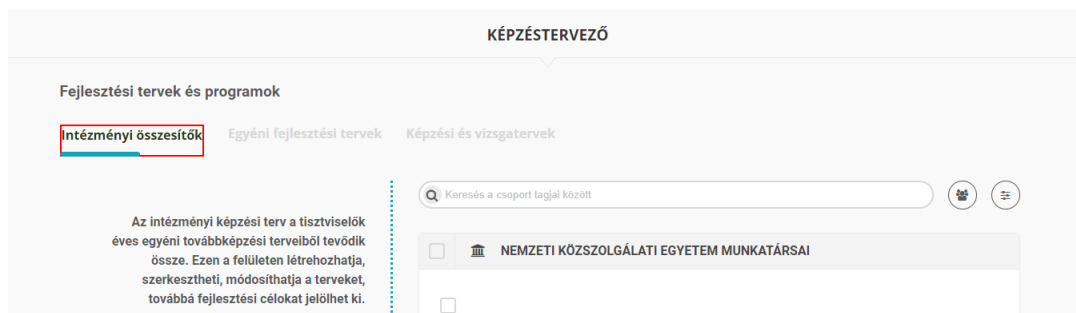 KÉPZÉSTERVEZŐ
Fejlesztési tervek és programok
Intézményi összesítők Egyéni fejlesztési tervek Képzési és vizsgatervek
Keresés a csoport tagjai között
Az intézményi képzési terv a tisztviselők
éves egyéni továbbképzési terveiből tevődik
össze. Ezen a felületen létrehozhatja,
szerkesztheti, módosíthatja a terveket,
továbbá fejlesztési célokat jelölhet ki.
NEMZETI KÖZSZOLGÁLATI EGYETEM MUNKATÁRSAI